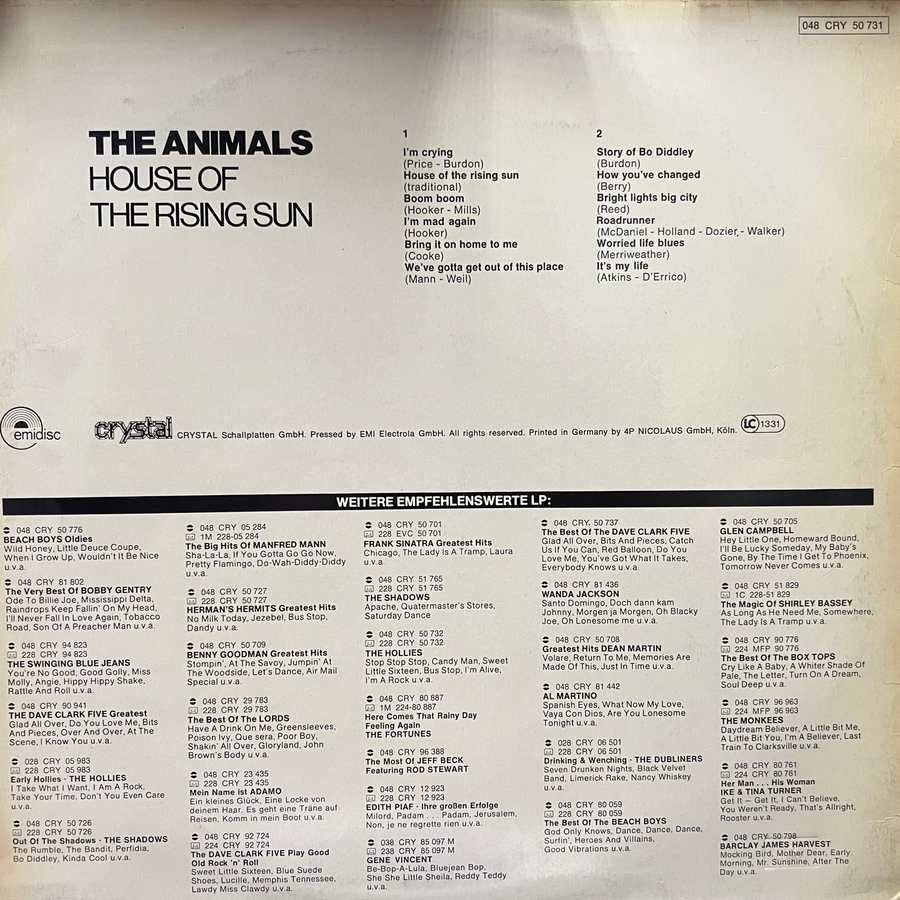 048 CRY 50 731
THE ANIMALS
HOUSE OF
THE RISING SUN
1
I'm crying
(Price - Burdon)
House of the rising sun
(traditional)
Boom boom
(Hooker - Mills)
I'm mad again
(Hooker)
Bring it on home to me
(Cooke)
We've gotta get out of this place
(Mann - Weil)
2
Story of Bo Diddley
(Burdon)
How you've changed
(Berry)
Bright lights big city
(Reed)
Roadrunner
(McDaniel - Holland - Dozier,- Walker)
Worried life blues
(Merriweather)
It's my life
(Atkins - D'Errico)
emidisc
crystal CRYSTAL Schallplatten GmbH. Pressed by EMI Electrola GmbH. All rights reserved. Printed in Germany by 4P NICOLAUS GmbH, Köln. LC 1331
WEITERE EMPFEHLENSWERTE LP:
048 CRY 50 776
BEACH BOYS Oldies
Wild Honey, Little Deuce Coupe,
When I Grow Up, Wouldn't It Be Nice
u.v.a.
048 CRY 81 802
The Very Best Of BOBBY GENTRY
Ode To Billie Joe, Mississippi Delta,
Raindrops Keep Fallin' On My Head,
I'll Never Fall In Love Again, Tobacco
Road, Son Of A Preacher Man u.v.a.
048 CRY 94 823
228 CRY 94 823
THE SWINGING BLUE JEANS
You're No Good, Good Golly, Miss
Molly, Angie, Hippy Hippy Shake,
Rattle And Roll u.v.a.
048 CRY 90 941
THE DAVE CLARK FIVE Greatest
Glad All Over, Do You Love Me, Bits
And Pieces, Over And Over, At The
Scene, I Know You u.v.a.
028 CRY 05 983
228 CRY 05 983
Early Hollies - THE HOLLIES
I Take What I Want, I Am A Rock,
Take Your Time, Don't You Even Care
u.v.a.
048 CRY 50 726
228 CRY 50 726
Out Of The Shadows - THE SHADOWS
The Rumble, The Bandit, Perfidia,
Bo Diddley, Kinda Cool u.v.a.
048 CRY 05 284
1M 228-05 284
The Big Hits Of MANFRED MANN
Sha-La-La, If You Gotta Go Go Now,
Pretty Flamingo, Do-Wah-Diddy-Diddy
u.v.a.
048 CRY 50 727
228 CRY 50 727
HERMAN'S HERMITS Greatest Hits
No Milk Today, Jezebel, Bus Stop,
Dandy u.v.a.
048 CRY 50 709
BENNY GOODMAN Greatest Hits
Stompin', At The Savoy, Jumpin' At
The Woodside, Let's Dance, Air Mail
Special u.v.a.
048 CRY 29 783
228 CRY 29 783
The Best Of The LORDS
Have A Drink On Me, Greensleeves,
Poison Ivy, Que sera, Poor Boy,
Shakin' All Over, Gloryland, John
Brown's Body u.v.a.
048 CRY 23 435
228 CRY 23 435
Mein Name ist ADAMO
Ein kleines Glück, Eine Locke von
deinem Haar, Es geht eine Träne auf
Reisen, Komm in mein Boot u.v.a.
048 CRY 92 724
224 CRY 92 724
The DAVE CLARK FIVE Play Good
Old Rock 'n' Roll
Sweet Little Sixteen, Blue Suede
Shoes, Lucille, Memphis Tennessee,
Lawdy Miss Clawdy u.v.a.
048 CRY 50 701
228 EVC 50 701
FRANK SINATRA Greatest Hits
Chicago, The Lady Is A Tramp, Laura
u.v.a.
048 CRY 51 765
228 CRY 51 765
THE SHADOWS
Apache, Quatermaster's Stores,
Saturday Dance
048 CRY 50 732
228 CRY 50 732
THE HOLLIES
Stop Stop Stop, Candy Man, Sweet
Little Sixteen, Bus Stop, I'm Alive,
I'm A Rock u.v.a.
048 CRY 80 887
1M 224-80 887
Here Comes That Rainy Day
Feeling Again
THE FORTUNES
048 CRY 96 388
The Most Of JEFF BECK
Featuring ROD STEWART
048 CRY 12 923
228 CRY 12 923
EDITH PIAF - Ihre großen Erfolge
Milord, Padam . . . Padam, Jerusalem,
Non, je ne regrette rien u.v.a.
038 CRY 85 097 M
238 CRY 85 097 M
GENE VINCENT
Be-Bop-A-Lula, Bluejean Bop,
She She Little Sheila, Reddy Teddy
u.v.a.
048 CRY. 50 737
The Best Of The DAVE CLARK FIVE
Glad All Over, Bits And Pieces, Catch
Us If You Can, Red Balloon, Do You
Love Me, You've Got What It Takes,
Everybody Knows u.v.a.
048 CRY 81 436
WANDA JACKSON
Santo Domingo, Doch dann kam
Johnny, Morgen ja Morgen, Oh Blacky
Joe, Oh Lonesome me u.v.a.
048 CRY 50 708
Greatest Hits DEAN MARTIN
Volare, Return To Me, Memories Are
Made Of This, Just In Time u.v.a.
048 CRY 81 442
AL MARTINO
Spanish Eyes, What Now My Love,
Vaya Con Dios, Are You Lonesome
Tonight u.v.a.
028 CRY 06 501
228 CRY 06 501
Drinking & Wenching - THE DUBLINERS
Seven Drunken Nights, Black Velvet
Band, Limerick Rake, Nancy Whiskey
u.v.a.
048 CRY 80 059
228 CRY 80 059
The Best Of The BEACH BOYS
God Only Knows, Dance, Dance, Dance,
Surfin', Heroes And Villains,
Good Vibrations u.v.a.
048 CRY 50 705
GLEN CAMPBELL
Hey Little One, Homeward Bound,
I'll Be Lucky Someday, My Baby's
Gone, By The Time I Get To Phoenix,
Tomorrow Never Comes u.v.a.
048 CRY 51 829
1C 228-51 829
The Magic Of SHIRLEY BASSEY
As Long As He Need Me, Somewhere,
The Lady Is A Tramp u.v.a.
048 CRY 90 776
224 MFP 90 776
The Best Of The BOX TOPS
Cry Like A Baby, A Whiter Shade Of
Pale, The Letter, Turn On A Dream,
Soul Deep u.v.a.
048 CRY 96 963
224 MFP 96 963
THE MONKEES
Daydream Believer, A Little Bit Me,
A Little Bit You, I'm A Believer, Last
Train To Clarksville u.v.a.
048 CRY 80 761
224 CRY 80 761
Her Man . . . His Woman
IKE & TINA TURNER
Get It - Get It, I Can't Believe,
You Weren't Ready, That's Allright,
Rooster u.v.a.
048 CRY 50 798
BARCLAY JAMES HARVEST
Mocking Bird, Mother Dear, Early
Morning, Mr. Sunshine, After The
Day u.v.a.